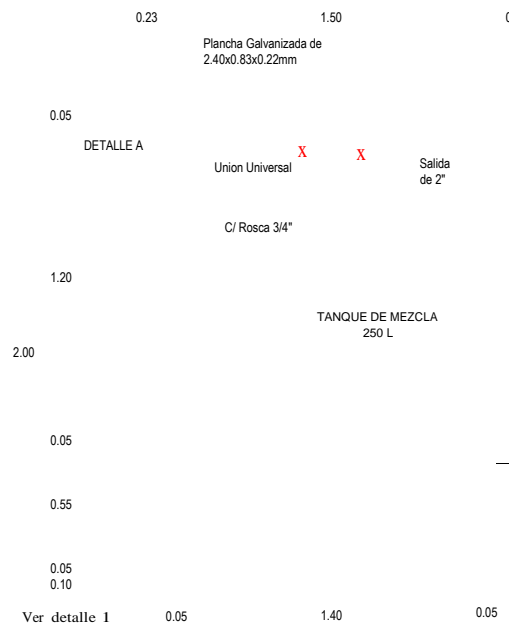 0.23 1.50
Plancha Galvanizada de
2.40x0.83x0.22mm
0.05
DETALLE A
X X
Union Universal
Salida
de 2"
C/ Rosca 3/4"
1.20
TANQUE DE MEZCLA
250 L
2.00
0.05
0.55
0.05
0.10
Ver detalle 1 0.05 1.40 0.05